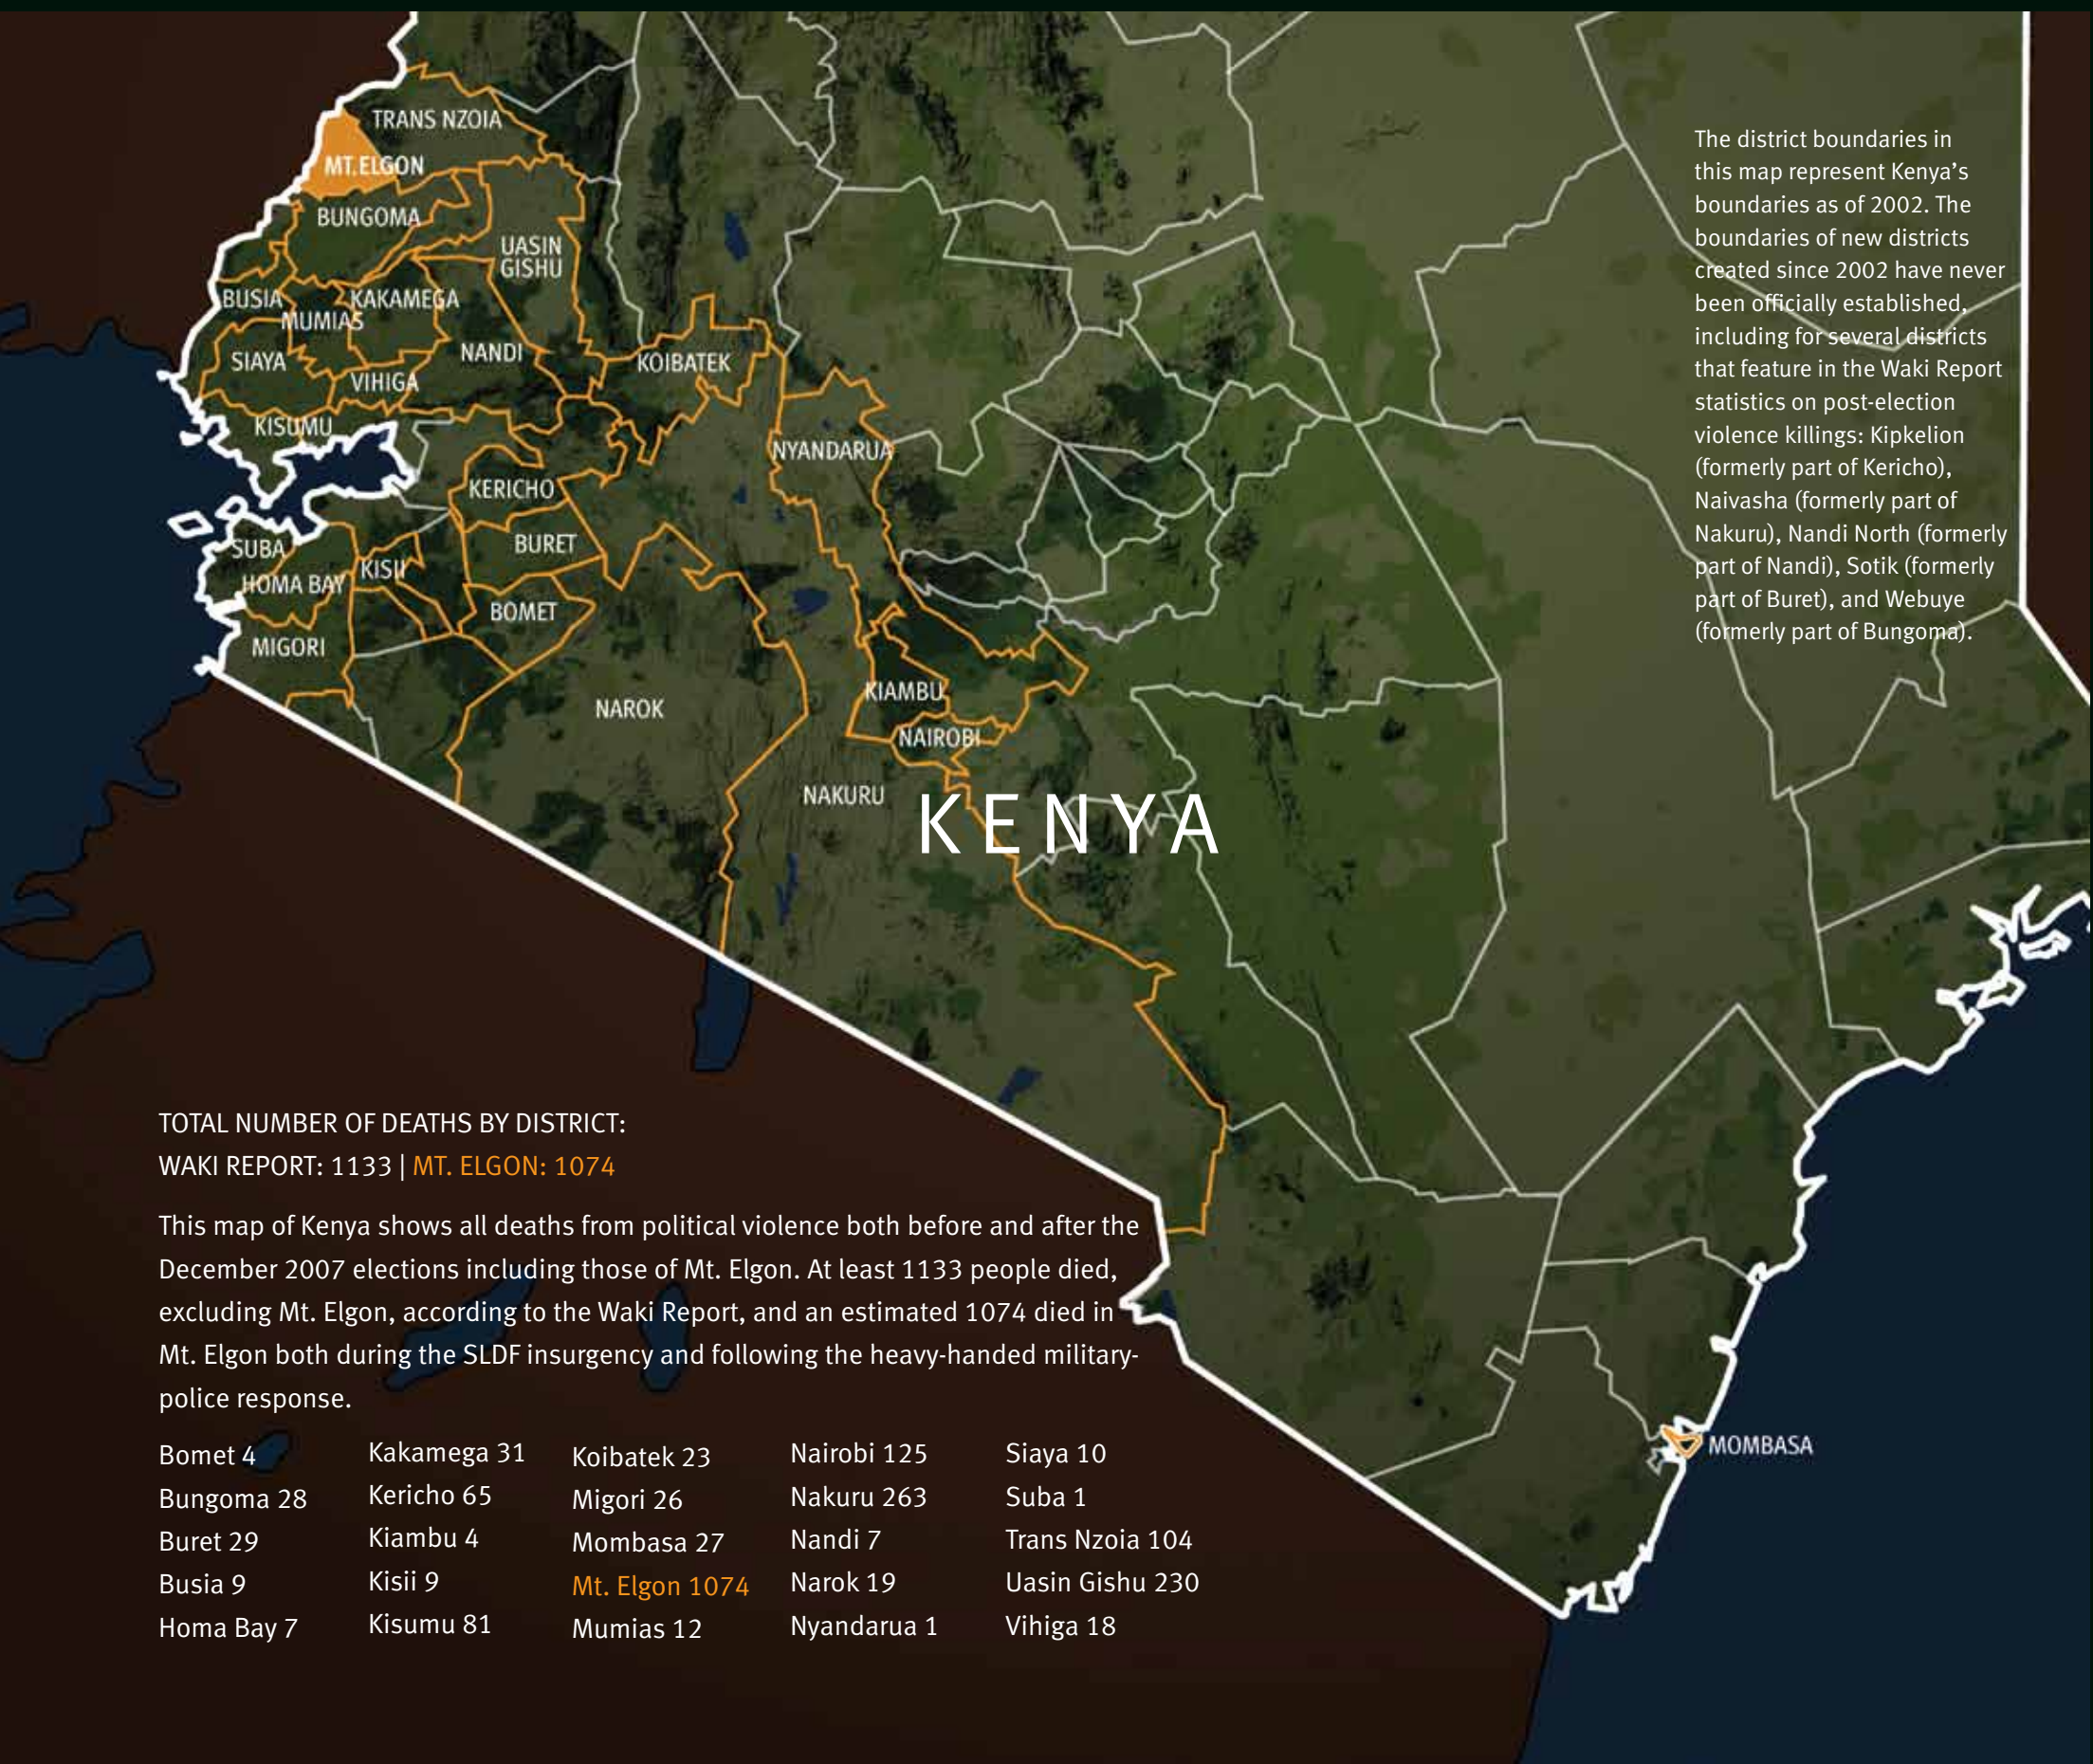 TRANS NZOIA
MT.ELGON
BUNGOMA
UASIN
GISHU
BUSIA
KAKAMEGA
MUMIAS
SIAYA
NANDI
KOIBATEK
VIHIGA
KISUMU
NYANDARUA
KERICHO
SUBA
BURET
HOMA BAY
KISII
BOMET
MIGORI
KIAMBU
NAROK
NAIROBI
NAKURU
KENYA
MOMBASA
The district boundaries in
this map represent Kenya’s
boundaries as of 2002. The
boundaries of new districts
created since 2002 have never
been officially established,
including for several districts
that feature in the Waki Report
statistics on post-election
violence killings: Kipkelion
(formerly part of Kericho),
Naivasha (formerly part of
Nakuru), Nandi North (formerly
part of Nandi), Sotik (formerly
part of Buret), and Webuye
(formerly part of Bungoma).
TOTAL NUMBER OF DEATHS BY DISTRICT:
WAKI REPORT: 1133 | MT. ELGON: 1074
This map of Kenya shows all deaths from political violence both before and after the
December 2007 elections including those of Mt. Elgon. At least 1133 people died,
excluding Mt. Elgon, according to the Waki Report, and an estimated 1074 died in
Mt. Elgon both during the SLDF insurgency and following the heavy-handed military-
police response.
Bomet 4
Bungoma 28
Buret 29
Busia 9
Homa Bay 7
Kakamega 31
Kericho 65
Kiambu 4
Kisii 9
Kisumu 81
Koibatek 23
Migori 26
Mombasa 27
Mt. Elgon 1074
Mumias 12
Nairobi 125
Nakuru 263
Nandi 7
Narok 19
Nyandarua 1
Siaya 10
Suba 1
Trans Nzoia 104
Uasin Gishu 230
Vihiga 18